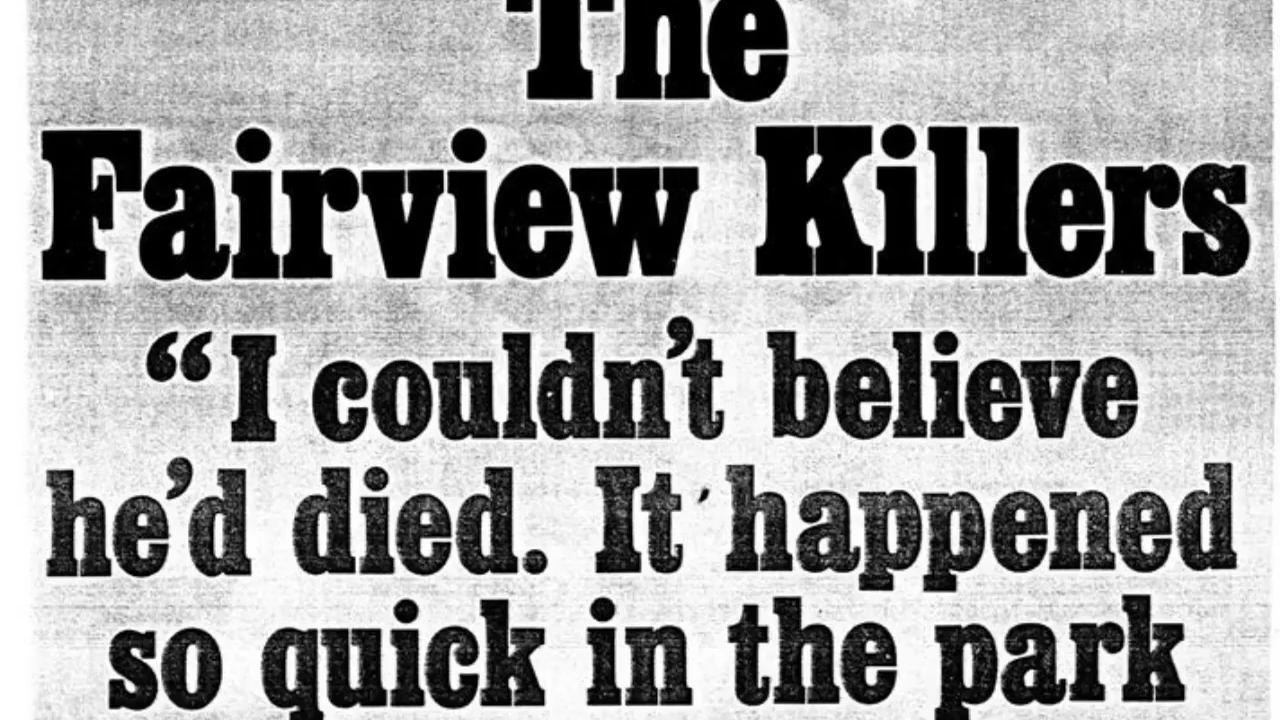 The
Fairview Killers
“I couldn’t believe
he’d died. It happened
so quick in the park